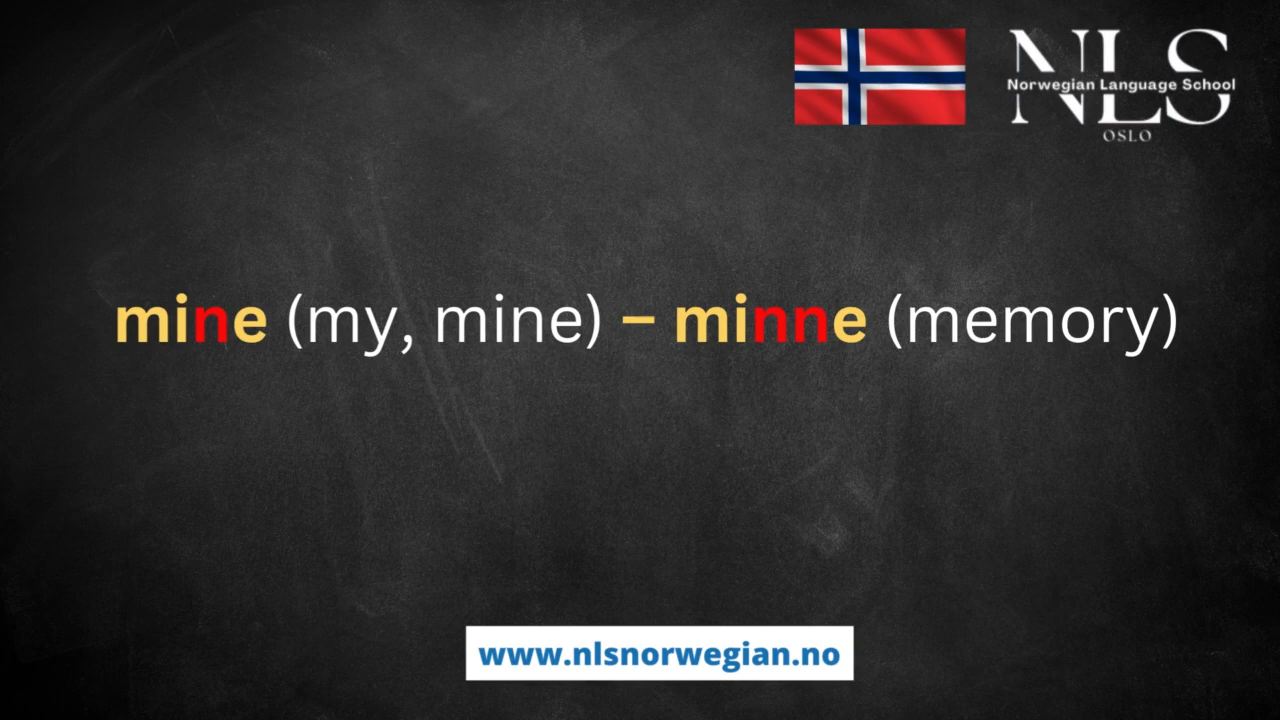 NLS
Norwegian Language School
OSLO
mine (my, mine) – minne (memory)
www.nlsnorwegian.no